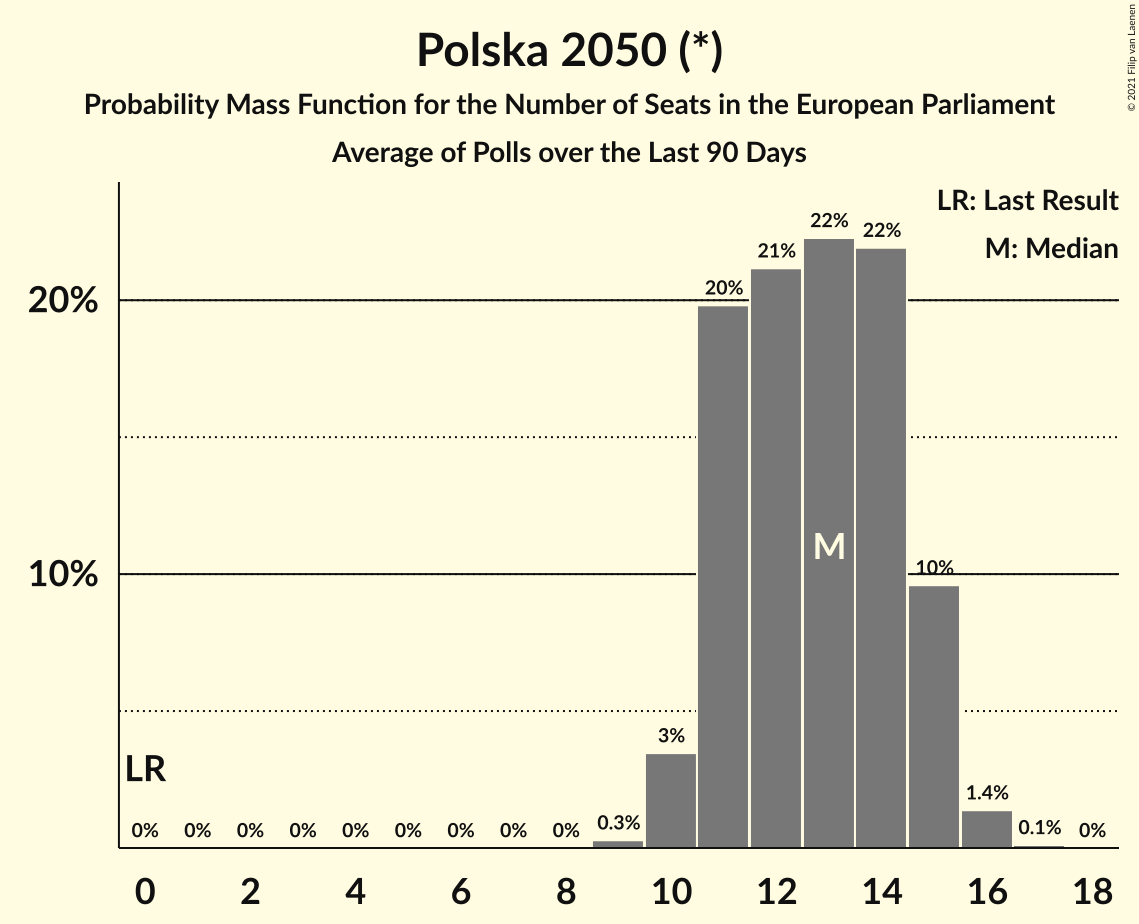 Polska 2050 (*)
Probability Mass Function for the Number of Seats in the European Parliament
Average of Polls over the Last 90 Days
© 2021 Filip van Laenen
LR: Last Result
M: Median
20%
10%
LR
M
0%
0%
0%
0%
0%
0%
0%
0%
0%
0.3%
3%
20%
21%
22%
22%
10%
1.4%
0.1%
0%
0 2 4 6 8 10 12 14 16 18